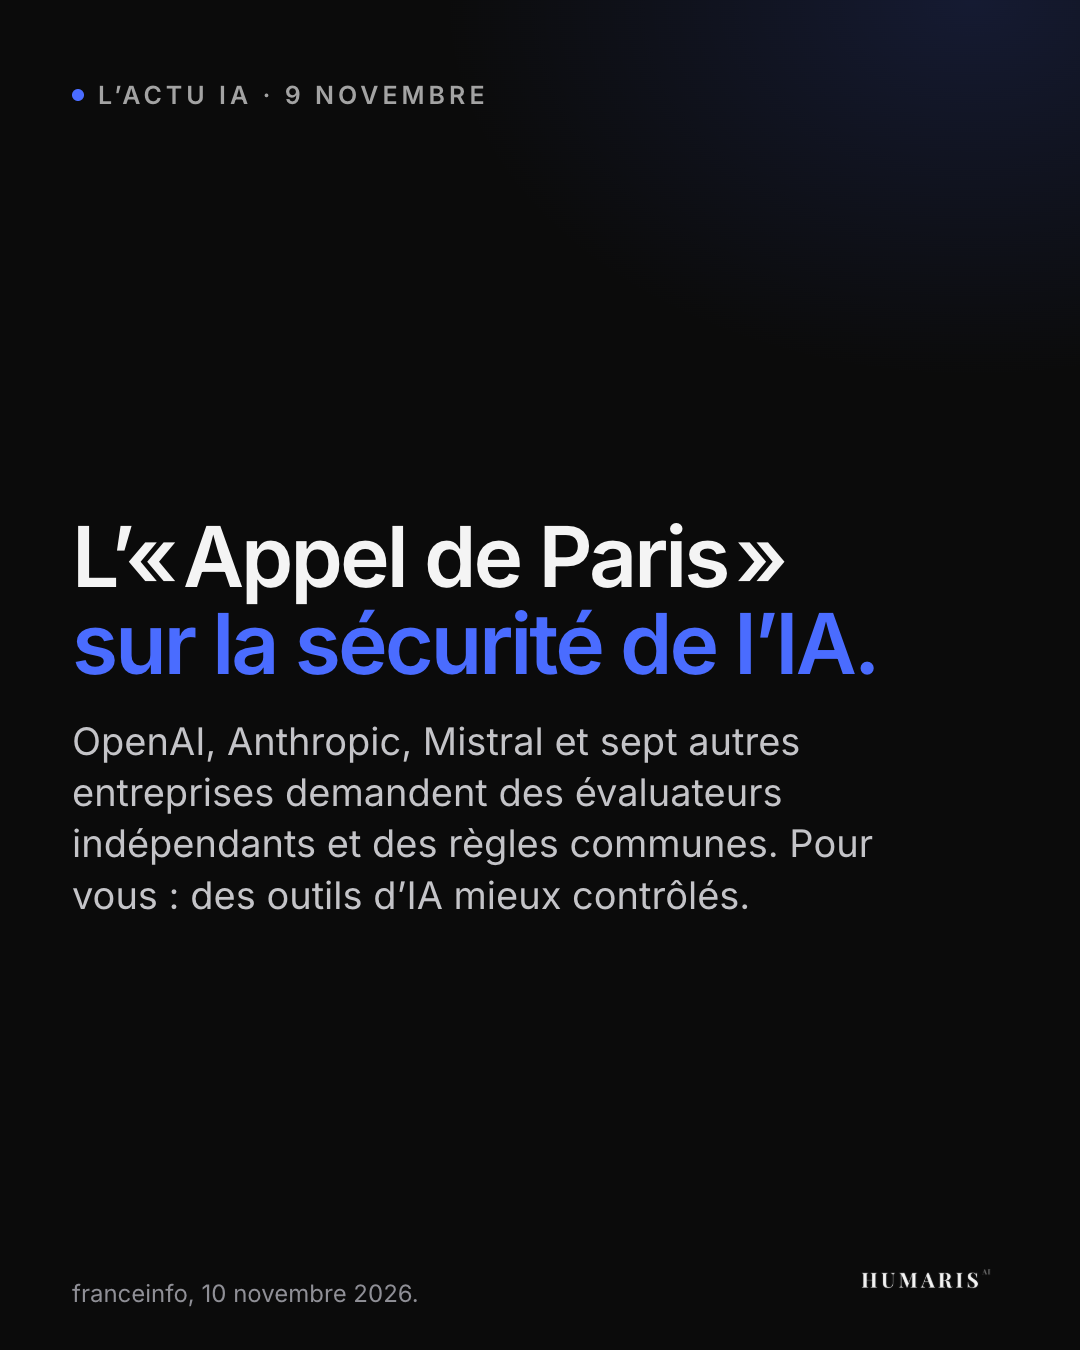 L’ACTU IA · 9 NOVEMBRE
L’« Appel de Paris »
sur la sécurité de l’IA.
OpenAI, Anthropic, Mistral et sept autres
entreprises demandent des évaluateurs
indépendants et des règles communes. Pour
vous : des outils d’IA mieux contrôlés.
franceinfo, 10 novembre 2026.
HUMARIS AI